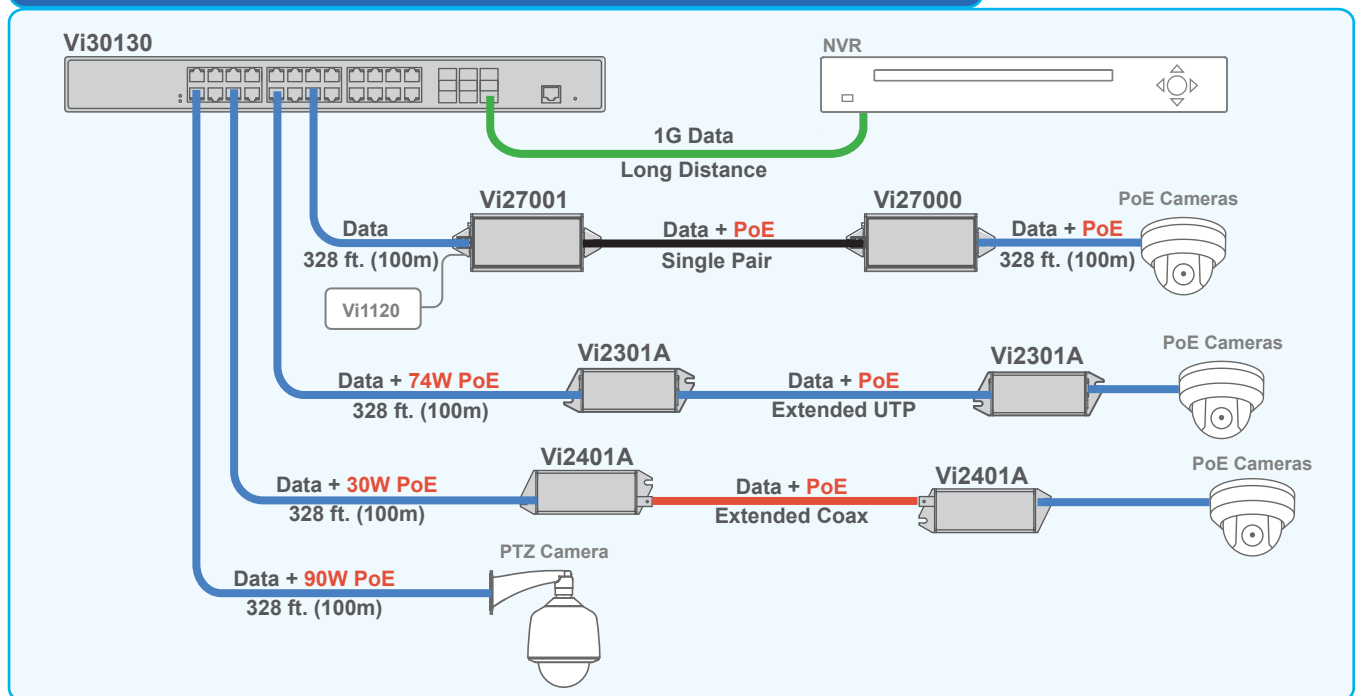 Vi30130
NVR
1G Data
Long Distance
Vi27001
Vi27000
PoE Cameras
Data
328 ft. (100m)
Data + PoE
Single Pair
Data + PoE
328 ft. (100m)
Vi1120
Vi2301A
Vi2301A
PoE Cameras
Data + 74W PoE
328 ft. (100m)
Data + PoE
Extended UTP
Vi2401A
Vi2401A
PoE Cameras
Data + 30W PoE
328 ft. (100m)
Data + PoE
Extended Coax
PTZ Camera
Data + 90W PoE
328 ft. (100m)